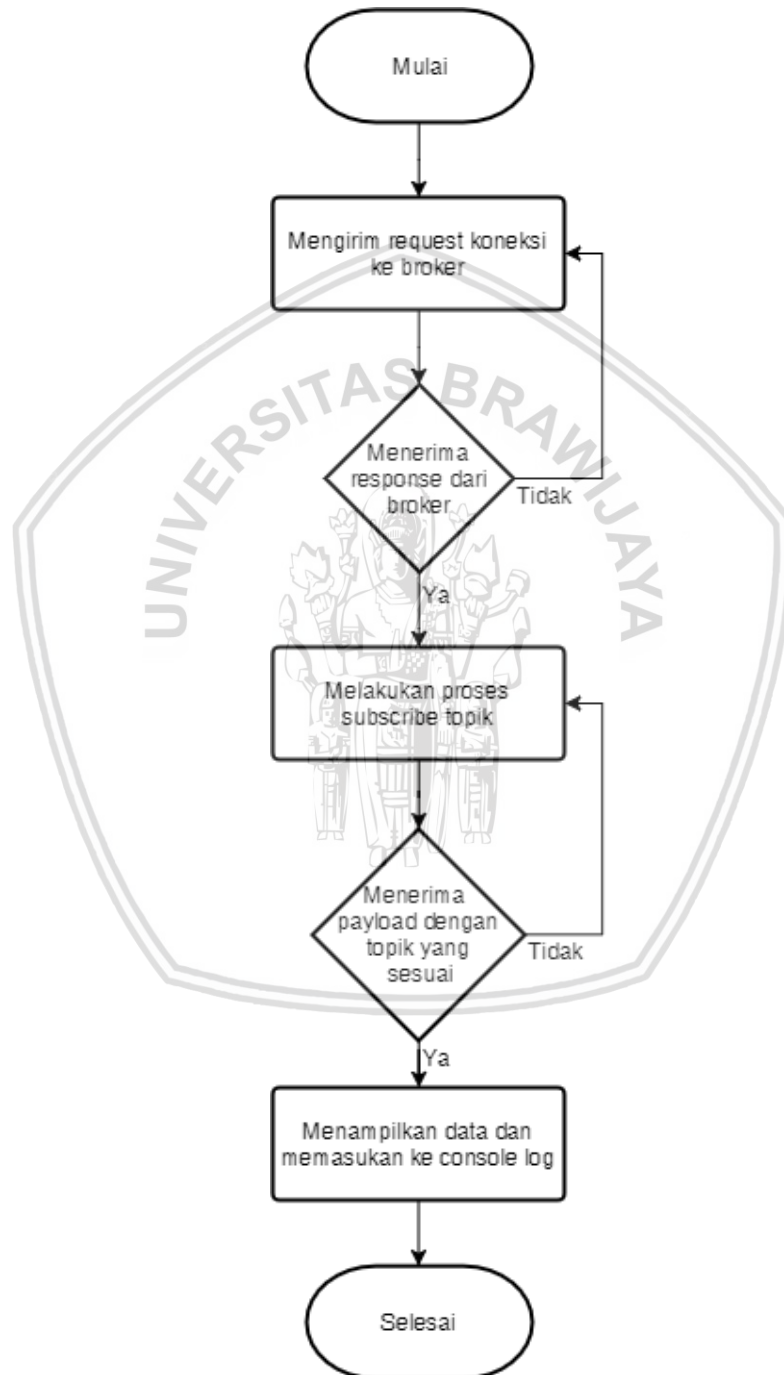 Mulai
Mengirim request koneksi
ke broker
UNIVERSITAS BRAWIJAYA
Menerima
response dari
broker
Tidak
Ya
Melakukan proses
subscribe topik
Menerima
payload dengan
topik yang
sesuai
Tidak
Ya
Menampilkan data dan
memasukan ke console log
Selesai